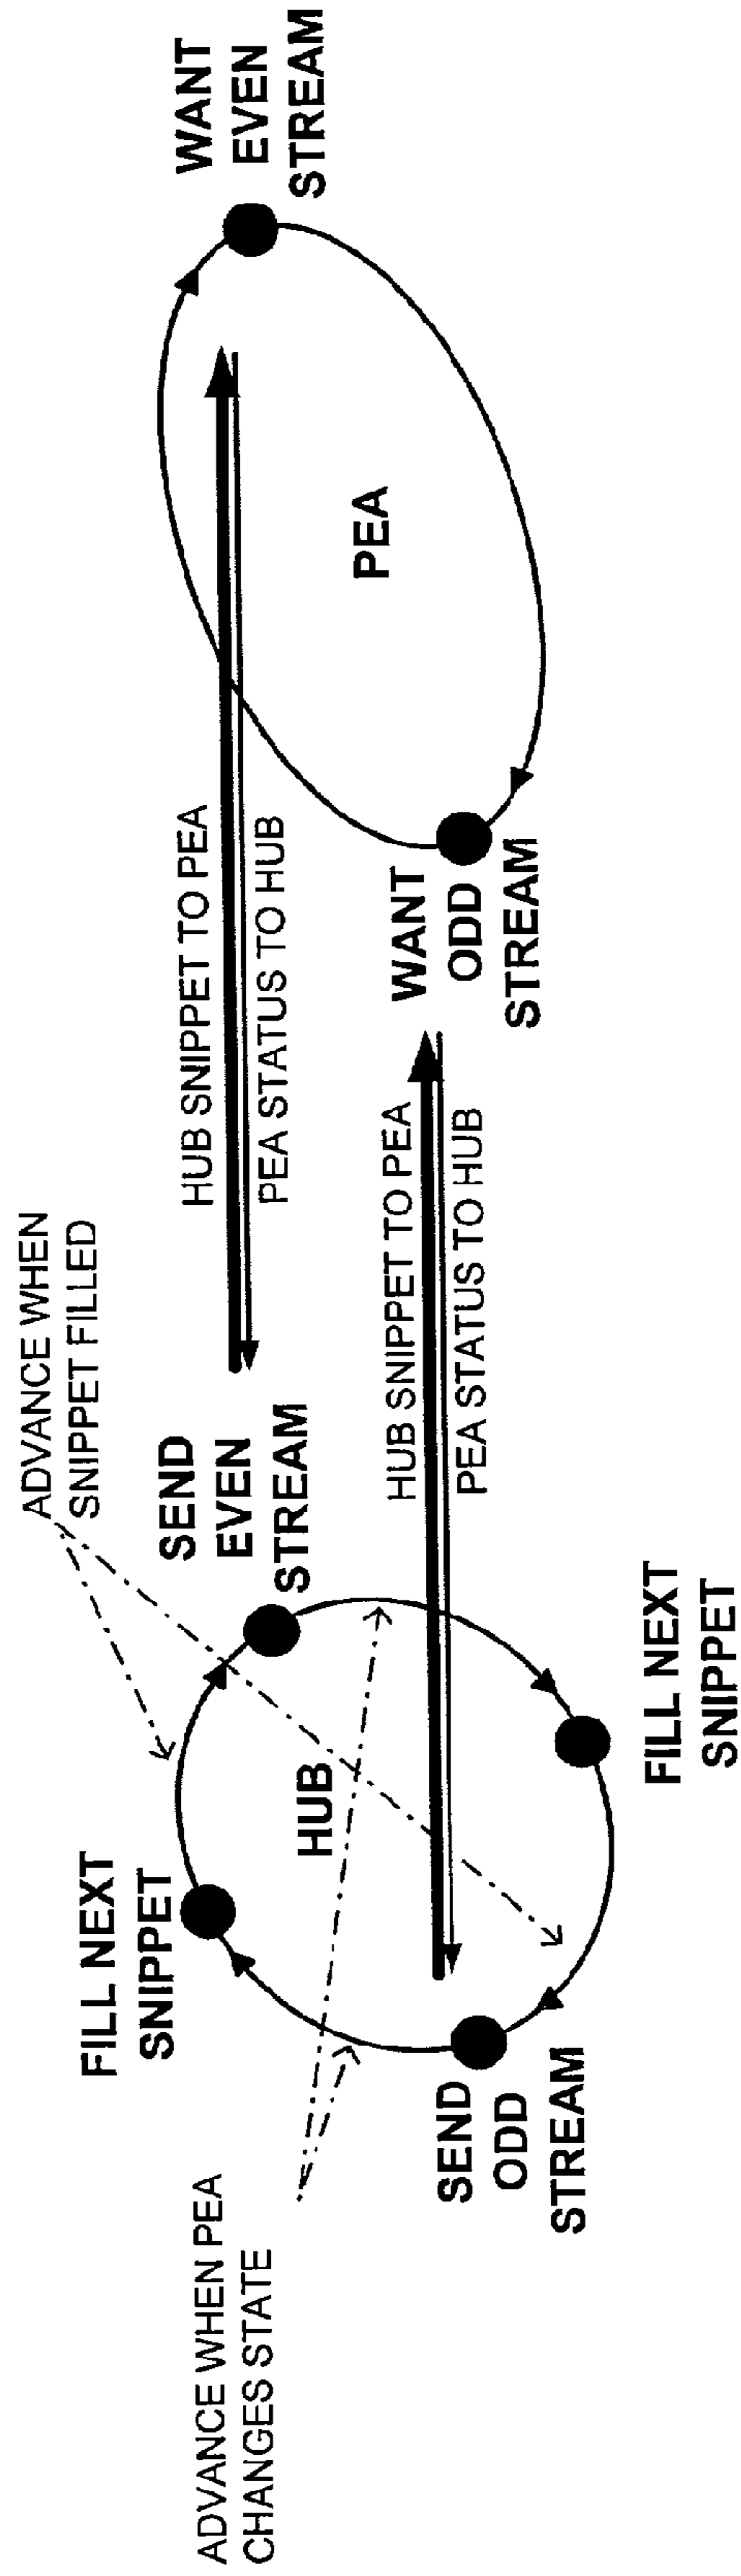 ADVANCE WHEN PEA
CHANGES STATE
FILL NEXT
SNIPPET
SEND
ODD
STREAM
HUB
ADVANCE WHEN
SNIPPET FILLED
SEND
EVEN
STREAM
FILL NEXT
SNIPPET
HUB SNIPPET TO PEA
PEA STATUS TO HUB
HUB SNIPPET TO PEA
PEA STATUS TO HUB
WANT
ODD
STREAM
PEA
WANT
EVEN
STREAM